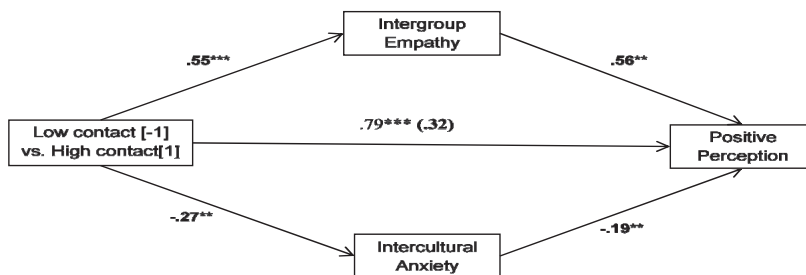 Intergroup
Empathy
.55***
.56**
.79*** (.32)
Low contact [-1]
vs. High contact[1]
Positive
Perception
-.27**
-.19**
Intercultural
Anxiety